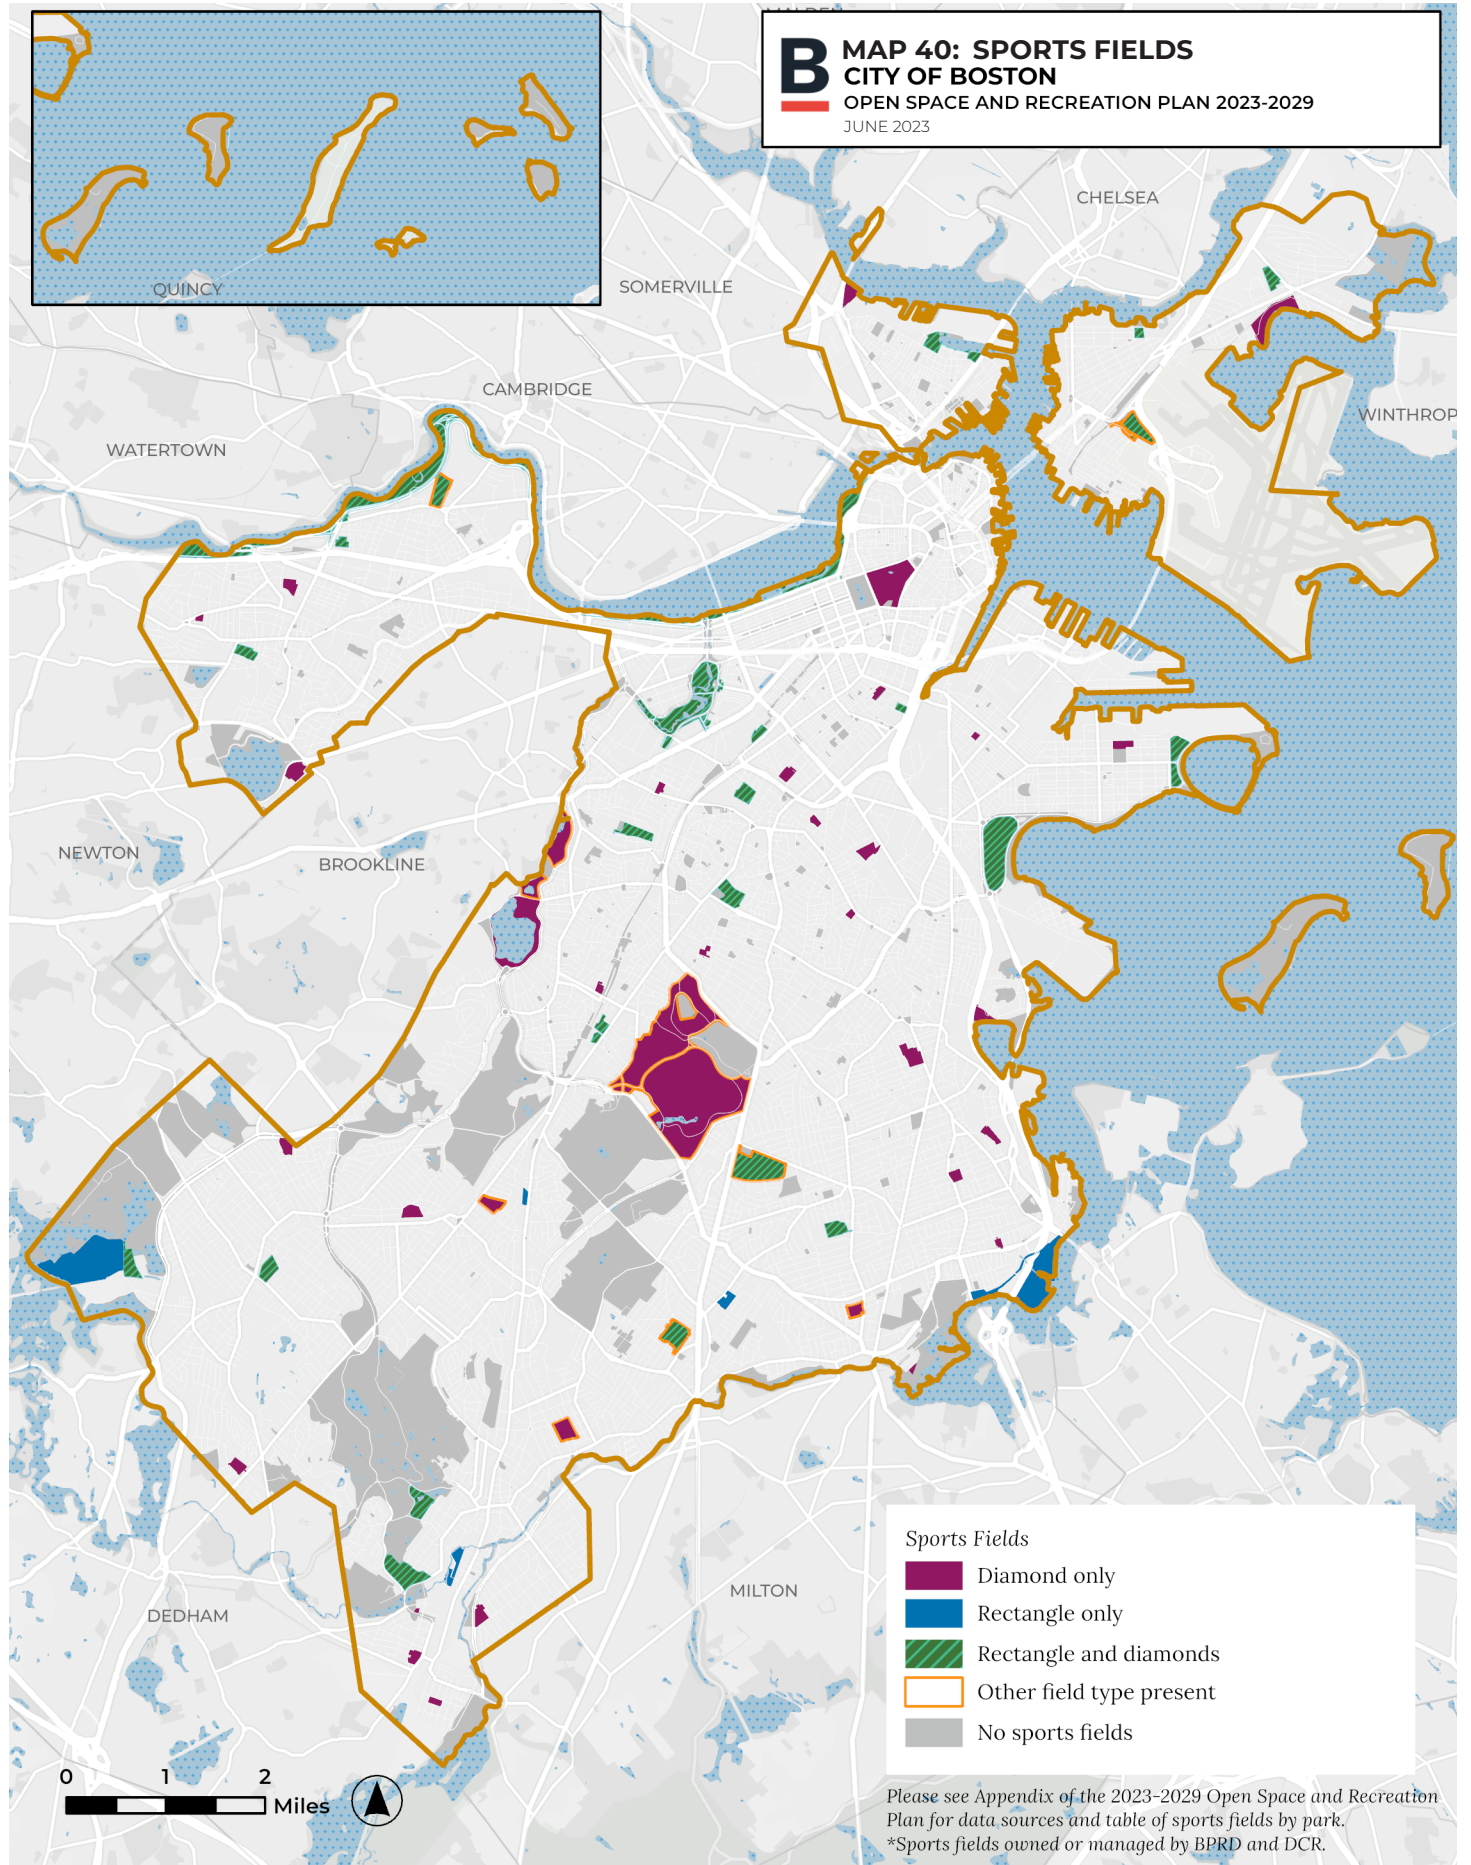 B
MAP 40: SPORTS FIELDS
CITY OF BOSTON
OPEN SPACE AND RECREATION PLAN 2023-2029
JUNE 2023
QUINCY
SOMERVILLE
CHELSEA
CAMBRIDGE
WATERTOWN
WINTHROP
NEWTON
BROOKLINE
MILTON
DEDHAM
Sports Fields
Diamond only
Rectangle only
Rectangle and diamonds
Other field type present
No sports fields
0 1 2
Miles
Please see Appendix of the 2023-2029 Open Space and Recreation
Plan for data sources and table of sports fields by park.
*Sports fields owned or managed by BPRD and DCR.